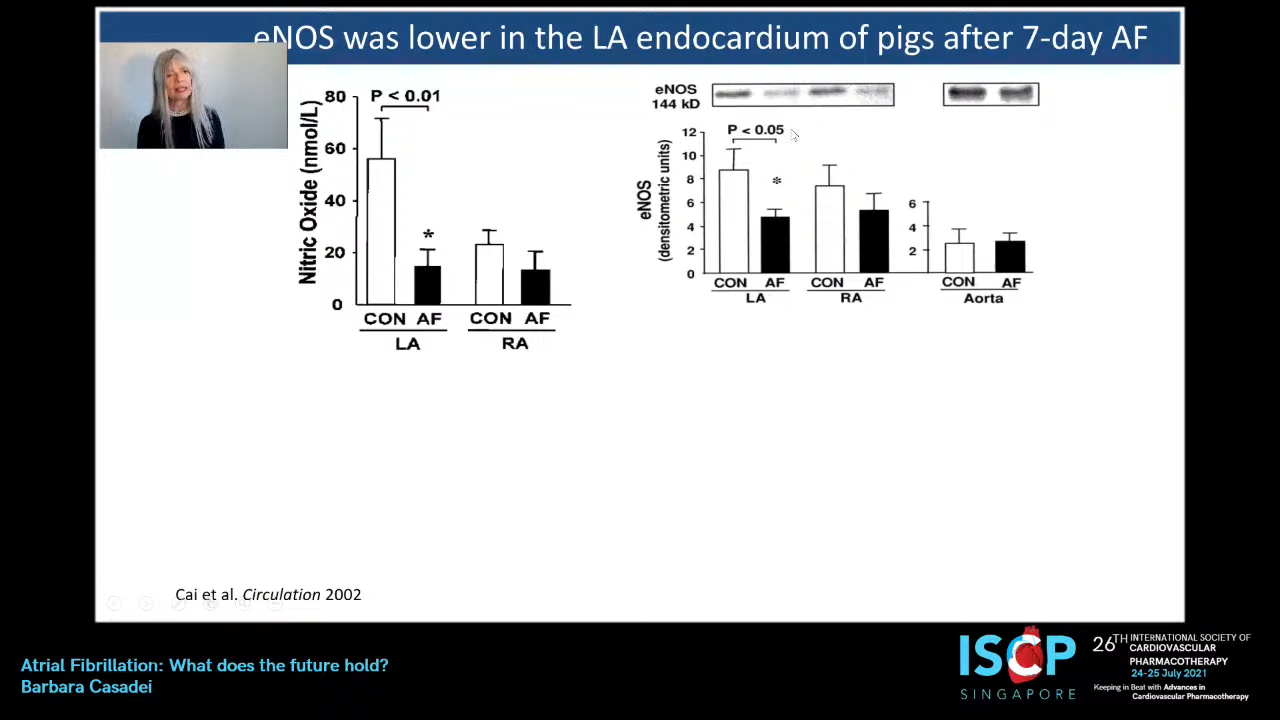 eNOS was lower in the LA endocardium of pigs after 7-day AF
Nitric Oxide (nmol/L)
80
60
40
20
0
P < 0.01
*
CON AF
LA
CON AF
RA
eNOS
144 kD
eNOS
(densitometric units)
12
10
8
6
4
2
0
P < 0.05
*
CON AF
LA
CON AF
RA
6
4
2
CON AF
Aorta
Cai et al. Circulation 2002
Atrial Fibrillation: What does the future hold?
Barbara Casadei
ISCP
SINGAPORE
26TH INTERNATIONAL SOCIETY OF
CARDIOVASCULAR
PHARMACOTHERAPY
24-25 July 2021
Keeping in Beat with Advances in
Cardiovascular Pharmacotherapy